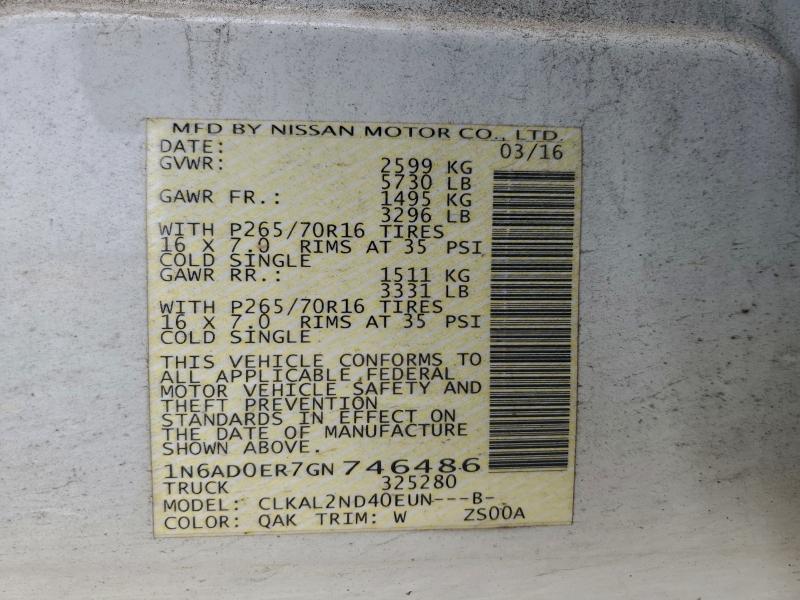 MFD BY NISSAN MOTOR CO., LTD.
DATE: 03/16
GVWR: 2599 KG
5730 LB
GAWR FR.: 1495 KG
3296 LB
WITH P265/70R16 TIRES
16 X 7.0 RIMS AT 35 PSI
COLD SINGLE
GAWR RR.: 1511 KG
3331 LB
WITH P265/70R16 TIRES
16 X 7.0 RIMS AT 35 PSI
COLD SINGLE
THIS VEHICLE CONFORMS TO
ALL APPLICABLE FEDERAL
MOTOR VEHICLE SAFETY AND
THEFT PREVENTION
STANDARDS IN EFFECT ON
THE DATE OF MANUFACTURE
SHOWN ABOVE.
1N6AD0ER7GN 746486
TRUCK 325280
MODEL: CLKAL2ND40EUN---B-
COLOR: QAK TRIM: W ZS00A